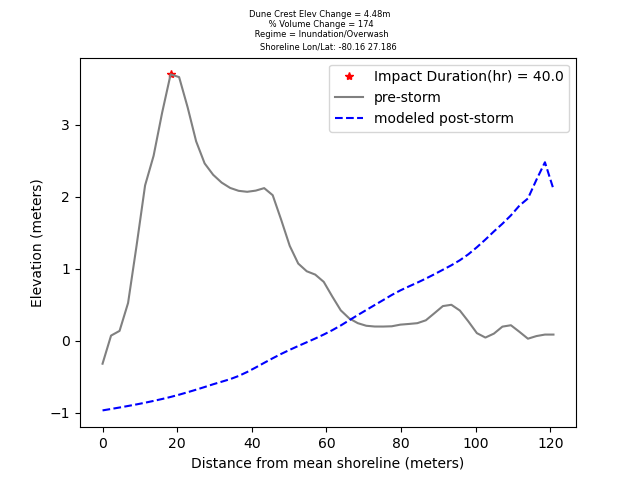 Dune Crest Elev Change = 4.48m
% Volume Change = 174
Regime = Inundation/Overwash
Shoreline Lon/Lat: -80.16 27.186
Impact Duration(hr) = 40.0
pre-storm
modeled post-storm
Elevation (meters)
3
2
1
0
−1
0 20 40 60 80 100 120
Distance from mean shoreline (meters)